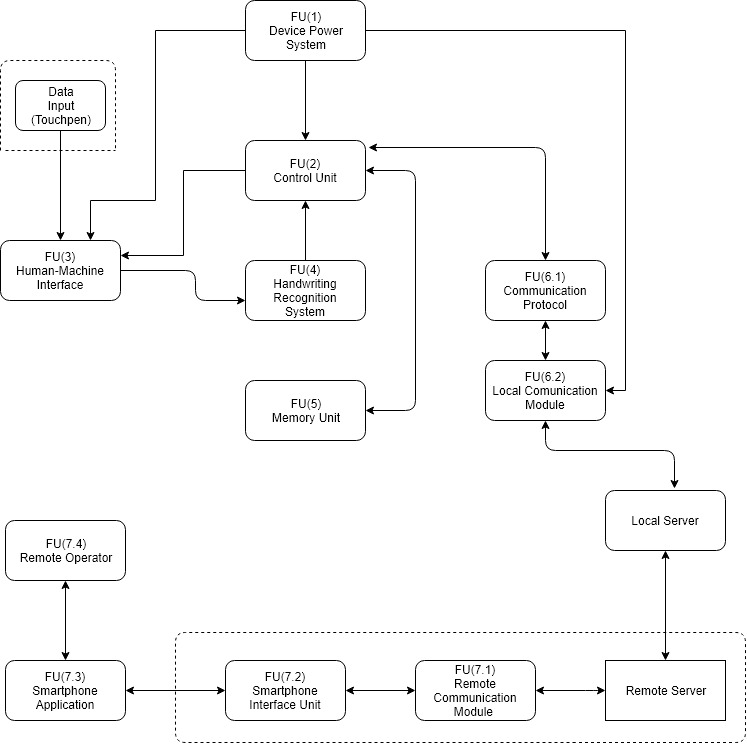 FU(1)
Device Power
System
Data
Input
(Touchpen)
FU(2)
Control Unit
FU(3)
Human-Machine
Interface
FU(4)
Handwriting
Recognition
System
FU(6.1)
Communication
Protocol
FU(6.2)
Local Comunication
Module
FU(5)
Memory Unit
Local Server
FU(7.4)
Remote Operator
FU(7.3)
Smartphone
Application
FU(7.2)
Smartphone
Interface Unit
FU(7.1)
Remote
Communication
Module
Remote Server